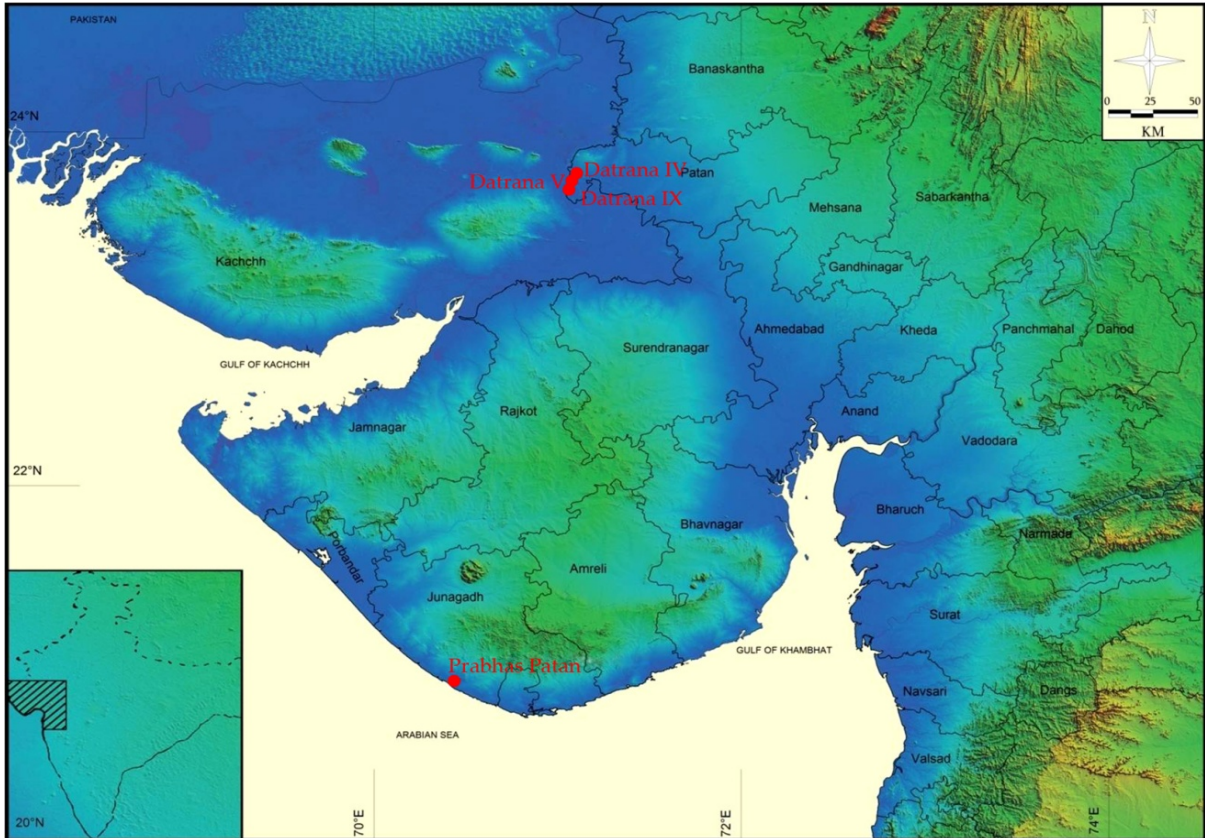 PAKISTAN
N
0 25 50
KM
24°N
Banaskantha
Datrana IV
Datrana V
Patan
Datrana IX
Sabarkantha
Mehsana
Kachchh
Gandhinagar
Ahmedabad
Kheda
Panchmahal
Dahod
Surendranagar
GULF OF KACHCHH
Rajkot
Anand
Jamnagar
Vadodara
22°N
Bharuch
Bhavnagar
Narmada
Porbandar
Amreli
Junagadh
Surat
GULF OF KHAMBHAT
Prabhas Patan
Navsari
Dangs
ARABIAN SEA
Valsad
20°N
70°E
72°E
74°E